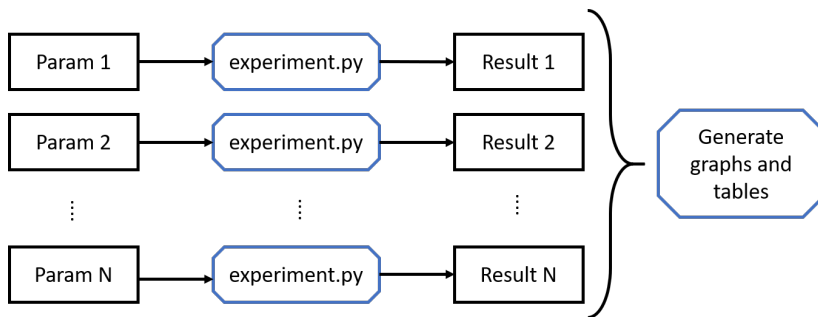 Param 1
experiment.py
Result 1
Param 2
experiment.py
Result 2
Param N
experiment.py
Result N
Generate
graphs and
tables